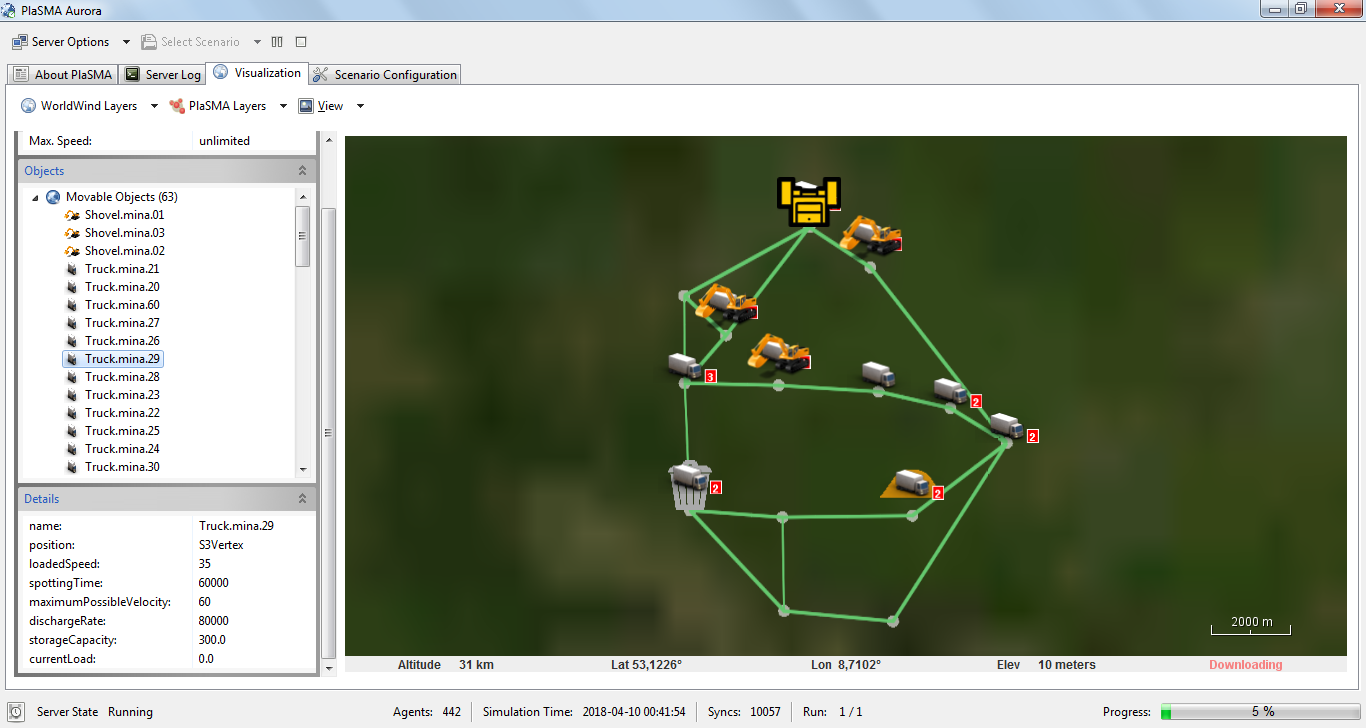 PlaSMA Aurora
Server Options Select Scenario
About PlaSMA Server Log Visualization Scenario Configuration
WorldWind Layers PlaSMA Layers View
Max. Speed: unlimited
Objects
Movable Objects (63)
Shovel.mina.01
Shovel.mina.03
Shovel.mina.02
Truck.mina.21
Truck.mina.20
Truck.mina.60
Truck.mina.27
Truck.mina.26
Truck.mina.29
Truck.mina.28
Truck.mina.23
Truck.mina.22
Truck.mina.25
Truck.mina.24
Truck.mina.30
Details
name: Truck.mina.29
position: S3Vertex
loadedSpeed: 35
spottingTime: 60000
maximumPossibleVelocity: 60
dischargeRate: 80000
storageCapacity: 300.0
currentLoad: 0.0
3
2
2
2
2
2000 m
Altitude 31 km Lat 53,1226° Lon 8,7102° Elev 10 meters Downloading
Server State Running Agents: 442 Simulation Time: 2018-04-10 00:41:54 Syncs: 10057 Run: 1 / 1 Progress: 5 %